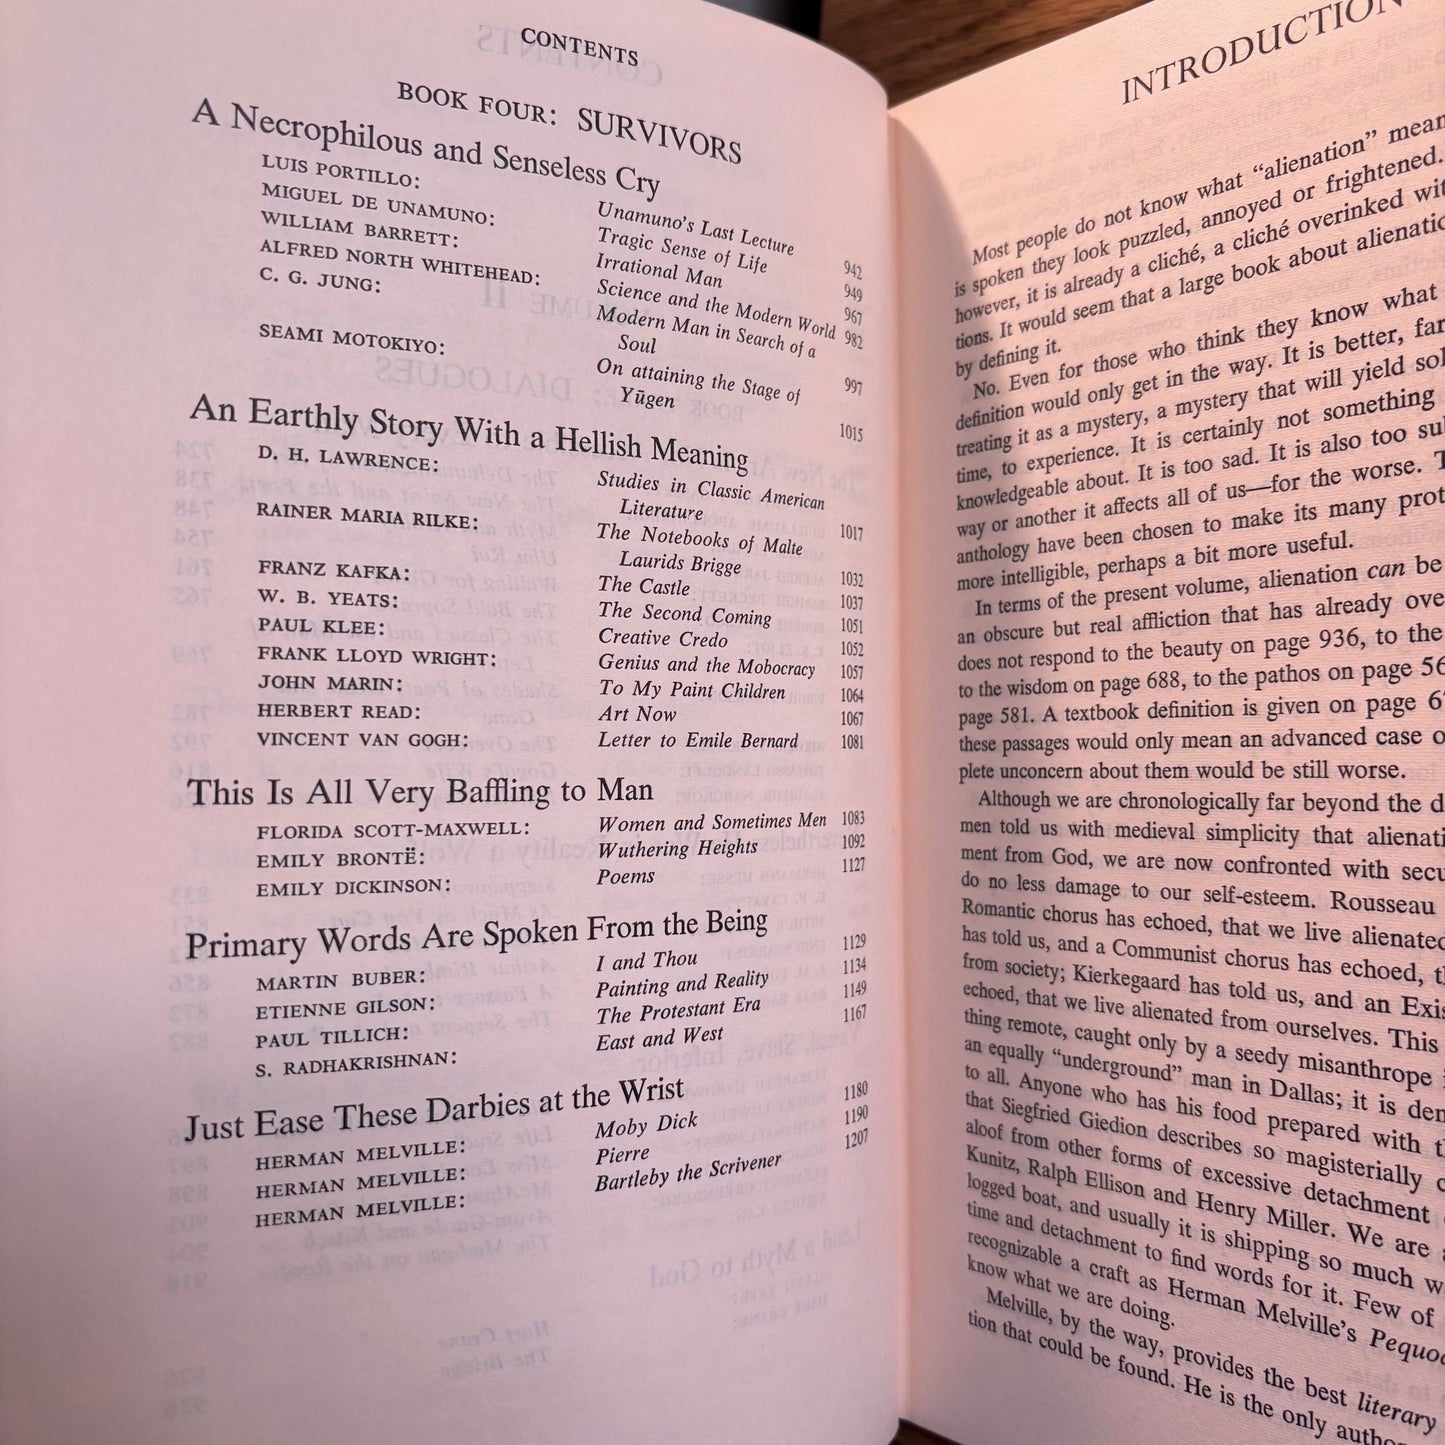 CONTENTS
BOOK FOUR: SURVIVORS
A Necrophilous and Senseless Cry
LUIS PORTILLO: Unamuno's Last Lecture 942
MIGUEL DE UNAMUNO: Tragic Sense of Life 949
WILLIAM BARRETT: Irrational Man 967
ALFRED NORTH WHITEHEAD: Science and the Modern World 982
C. G. JUNG: Modern Man in Search of a
Soul 997
SEAMI MOTOKIYO: On attaining the Stage of
Yūgen 1015
An Earthly Story With a Hellish Meaning
D. H. LAWRENCE: Studies in Classic American
Literature 1017
RAINER MARIA RILKE: The Notebooks of Malte
Laurids Brigge 1032
FRANZ KAFKA: The Castle 1037
W. B. YEATS: The Second Coming 1051
PAUL KLEE: Creative Credo 1052
FRANK LLOYD WRIGHT: Genius and the Mobocracy 1057
JOHN MARIN: To My Paint Children 1064
HERBERT READ: Art Now 1067
VINCENT VAN GOGH: Letter to Emile Bernard 1081
This Is All Very Baffling to Man
FLORIDA SCOTT-MAXWELL: Women and Sometimes Men 1083
EMILY BRONTË: Wuthering Heights 1092
EMILY DICKINSON: Poems 1127
Primary Words Are Spoken From the Being
MARTIN BUBER: I and Thou 1129
ETIENNE GILSON: Painting and Reality 1134
PAUL TILLICH: The Protestant Era 1149
S. RADHAKRISHNAN: East and West 1167
Just Ease These Darbies at the Wrist
HERMAN MELVILLE: Moby Dick 1180
HERMAN MELVILLE: Pierre 1190
HERMAN MELVILLE: Bartleby the Scrivener 1207
INTRODUCTION
Most people do not know what "alienation" mean
is spoken they look puzzled, annoyed or frightened.
however, it is already a cliché, a cliché overinked wit
tions. It would seem that a large book about alienatio
by defining it.
No. Even for those who think they know what
definition would only get in the way. It is better, far
treating it as a mystery, a mystery that will yield sol
time, to experience. It is certainly not something
knowledgeable about. It is too sad. It is also too su
way or another it affects all of us—for the worse. T
anthology have been chosen to make its many prot
more intelligible, perhaps a bit more useful.
In terms of the present volume, alienation can be
an obscure but real affliction that has already ove
does not respond to the beauty on page 936, to the
to the wisdom on page 688, to the pathos on page 56
page 581. A textbook definition is given on page 6
these passages would only mean an advanced case o
plete unconcern about them would be still worse.
Although we are chronologically far beyond the d
men told us with medieval simplicity that alienati
ment from God, we are now confronted with secu
do no less damage to our self-esteem. Rousseau
Romantic chorus has echoed, that we live alienated
has told us, and a Communist chorus has echoed, th
from society; Kierkegaard has told us, and an Exis
echoed, that we live alienated from ourselves. This
thing remote, caught only by a seedy misanthrope
an equally "underground" man in Dallas; it is den
to all. Anyone who has his food prepared with t
that Siegfried Giedion describes so magisterially c
aloof from other forms of excessive detachment
Kunitz, Ralph Ellison and Henry Miller. We are a
logged boat, and usually it is shipping so much w
time and detachment to find words for it. Few of
recognizable a craft as Herman Melville's Pequod
know what we are doing.
Melville, by the way, provides the best literary
tion that could be found. He is the only autho